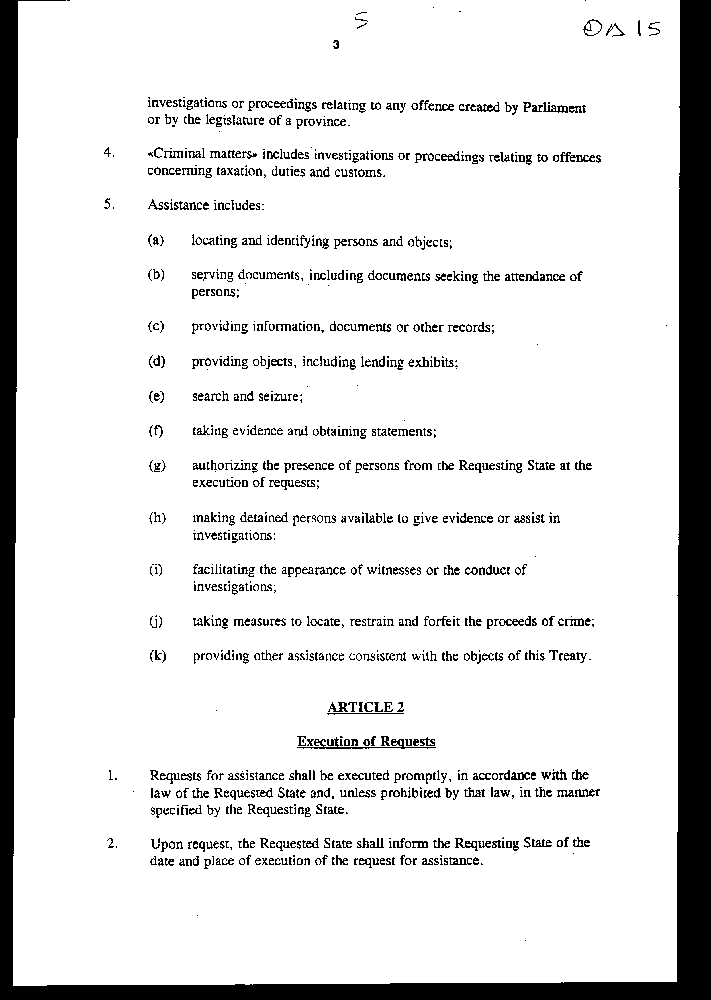 5
ΘΔ 15
3
investigations or proceedings relating to any offence created by Parliament
or by the legislature of a province.
4. «Criminal matters» includes investigations or proceedings relating to offences
concerning taxation, duties and customs.
5. Assistance includes:
(a) locating and identifying persons and objects;
(b) serving documents, including documents seeking the attendance of
persons;
(c) providing information, documents or other records;
(d) providing objects, including lending exhibits;
(e) search and seizure;
(f) taking evidence and obtaining statements;
(g) authorizing the presence of persons from the Requesting State at the
execution of requests;
(h) making detained persons available to give evidence or assist in
investigations;
(i) facilitating the appearance of witnesses or the conduct of
investigations;
(j) taking measures to locate, restrain and forfeit the proceeds of crime;
(k) providing other assistance consistent with the objects of this Treaty.
ARTICLE 2
Execution of Requests
1. Requests for assistance shall be executed promptly, in accordance with the
law of the Requested State and, unless prohibited by that law, in the manner
specified by the Requesting State.
2. Upon request, the Requested State shall inform the Requesting State of the
date and place of execution of the request for assistance.